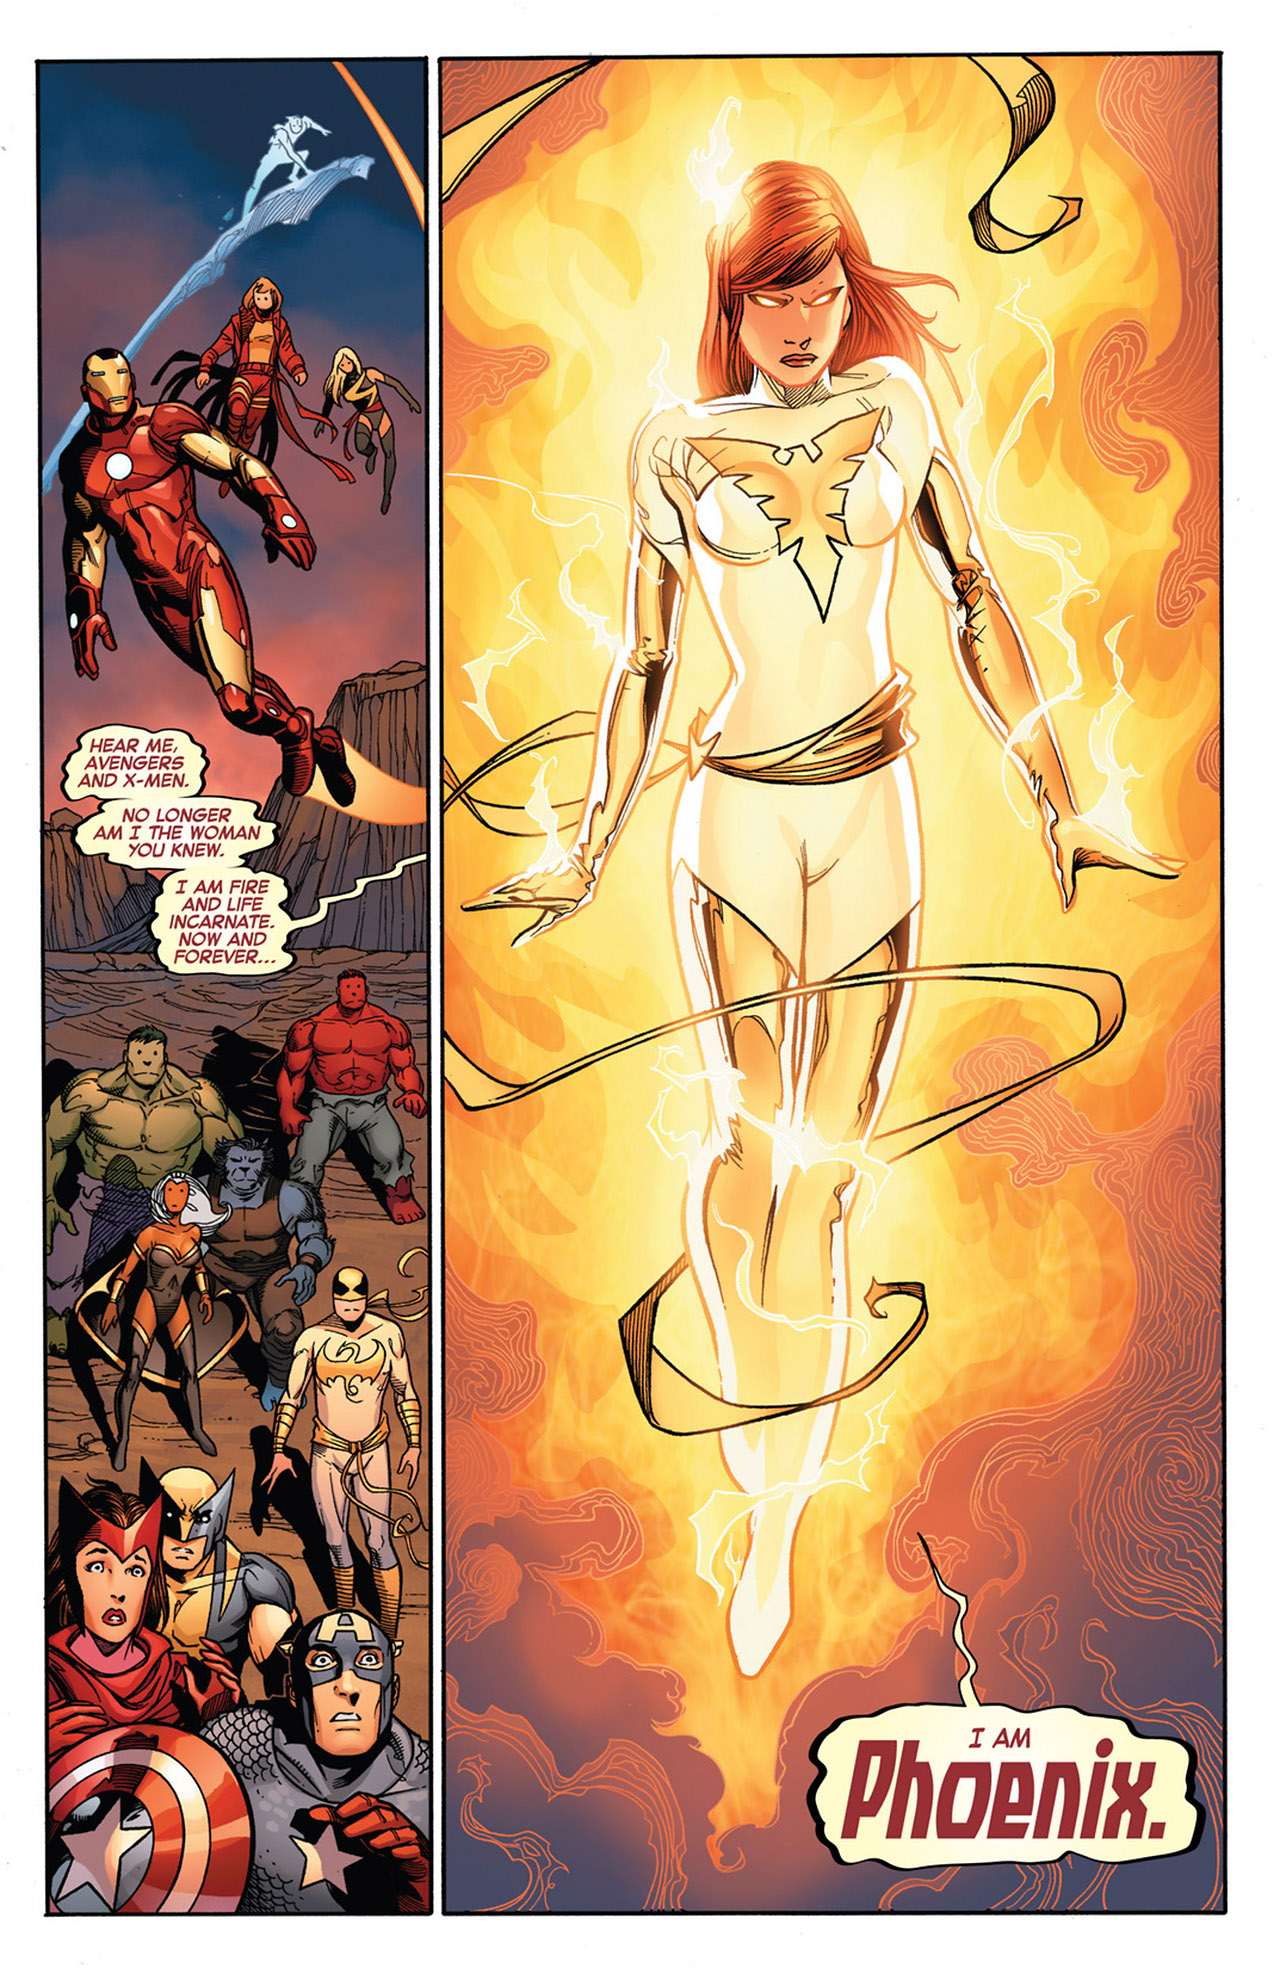 HEAR ME,
AVENGERS
AND X-MEN.
NO LONGER
AM I THE WOMAN
YOU KNEW.
I AM FIRE
AND LIFE
INCARNATE.
NOW AND
FOREVER...
A
I AM
Phoenix.